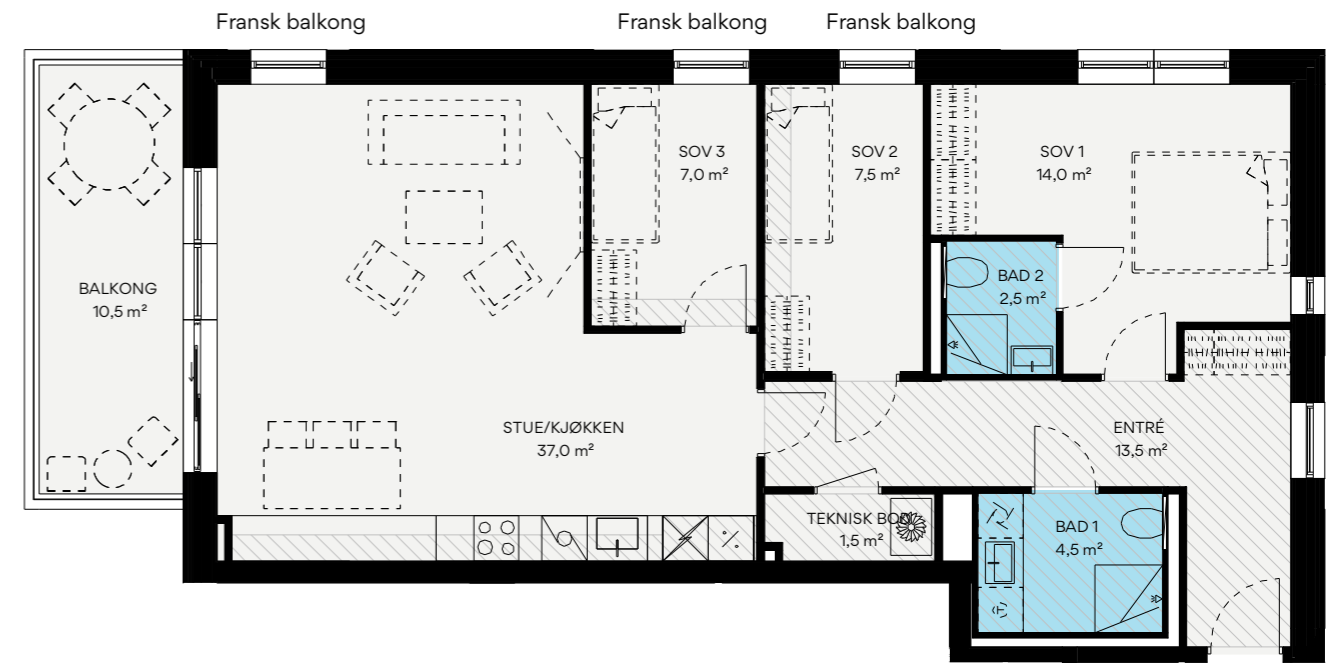 Fransk balkong
Fransk balkong
Fransk balkong
SOV 3
7,0 m²
SOV 2
7,5 m²
SOV 1
14,0 m²
BAD 2
2,5 m²
BALKONG
10,5 m²
STUE/KJØKKEN
37,0 m²
ENTRÉ
13,5 m²
TEKNISK BOD
1,5 m²
BAD 1
4,5 m²